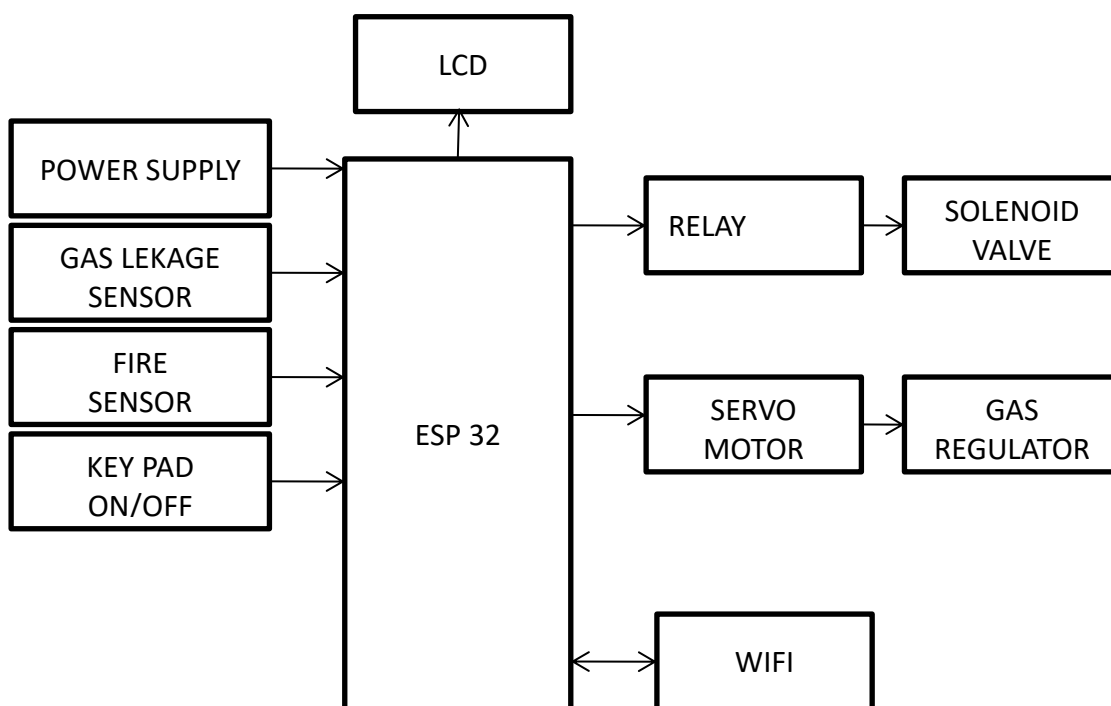 LCD
POWER SUPPLY
GAS LEKAGE
SENSOR
FIRE
SENSOR
KEY PAD
ON/OFF
ESP 32
RELAY
SOLENOID
VALVE
SERVO
MOTOR
GAS
REGULATOR
WIFI